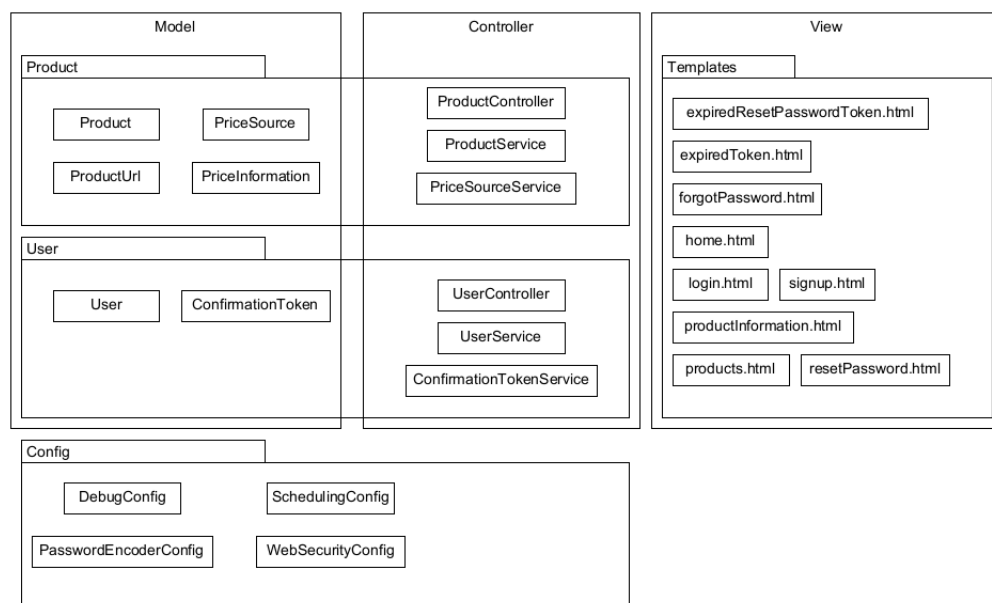 Model
Controller
View
Product
Product
PriceSource
ProductUrl
PriceInformation
ProductController
ProductService
PriceSourceService
User
User
ConfirmationToken
UserController
UserService
ConfirmationTokenService
Templates
expiredResetPasswordToken.html
expiredToken.html
forgotPassword.html
home.html
login.html
signup.html
productInformation.html
products.html
resetPassword.html
Config
DebugConfig
SchedulingConfig
PasswordEncoderConfig
WebSecurityConfig